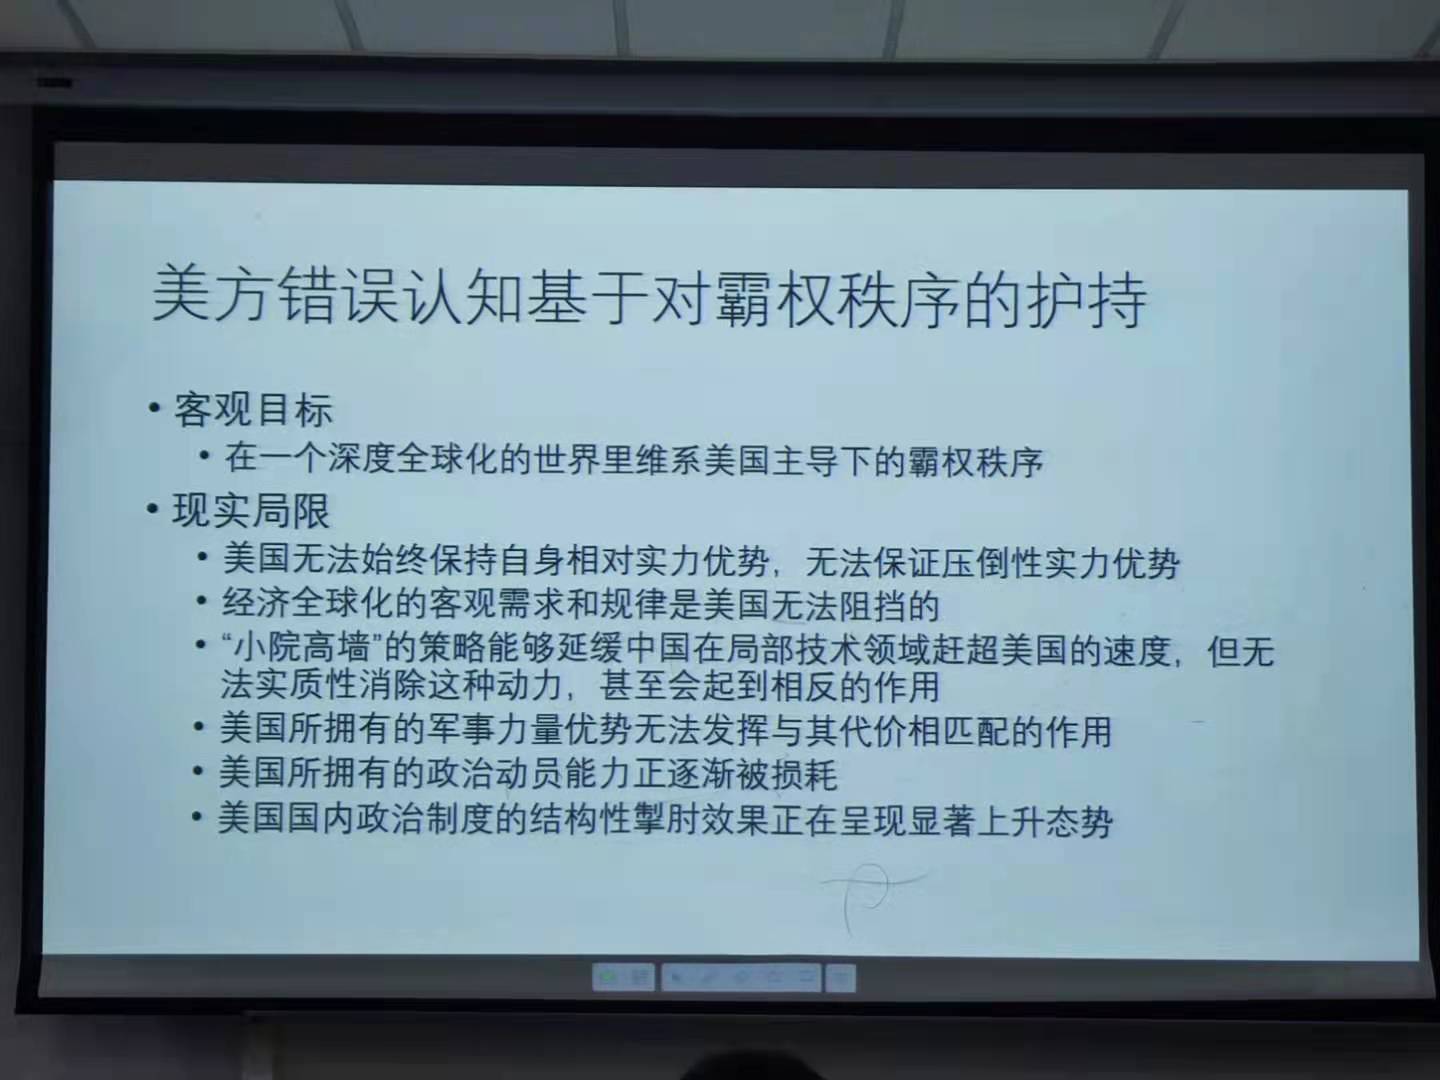 美方错误认知基于对霸权秩序的护持
• 客观目标
• 在一个深度全球化的世界里维系美国主导下的霸权秩序
• 现实局限
• 美国无法始终保持自身相对实力优势，无法保证压倒性实力优势
• 经济全球化的客观需求和规律是美国无法阻挡的
• “小院高墙”的策略能够延缓中国在局部技术领域赶超美国的速度，但无
法实质性消除这种动力，甚至会起到相反的作用
• 美国所拥有的军事力量优势无法发挥与其代价相匹配的作用
• 美国所拥有的政治动员能力正逐渐被损耗
• 美国国内政治制度的结构性掣肘效果正在呈现显著上升态势